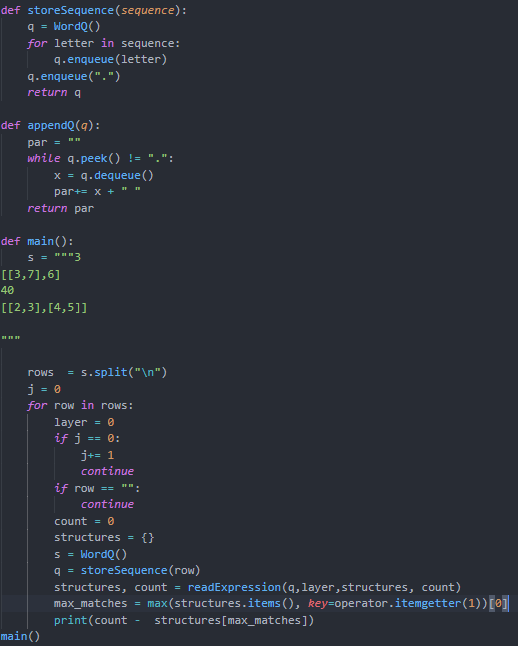 def storeSequence(sequence):
    q = WordQ()
    for letter in sequence:
        q.enqueue(letter)
    q.enqueue(".")
    return q

def appendQ(q):
    par = ""
    while q.peek() != ".":
        x = q.dequeue()
        par+= x + " "
    return par

def main():
    s = """3
[[3,7],6]
40
[[2,3],[4,5]]

"""

    rows  = s.split("\n")
    j = 0
    for row in rows:
        layer = 0
        if j == 0:
            j+= 1
            continue
        if row == "":
            continue
        count = 0
        structures = {}
        s = WordQ()
        q = storeSequence(row)
        structures, count = readExpression(q,layer,structures, count)
        max_matches = max(structures.items(), key=operator.itemgetter(1))[0]
        print(count -  structures[max_matches])
main()